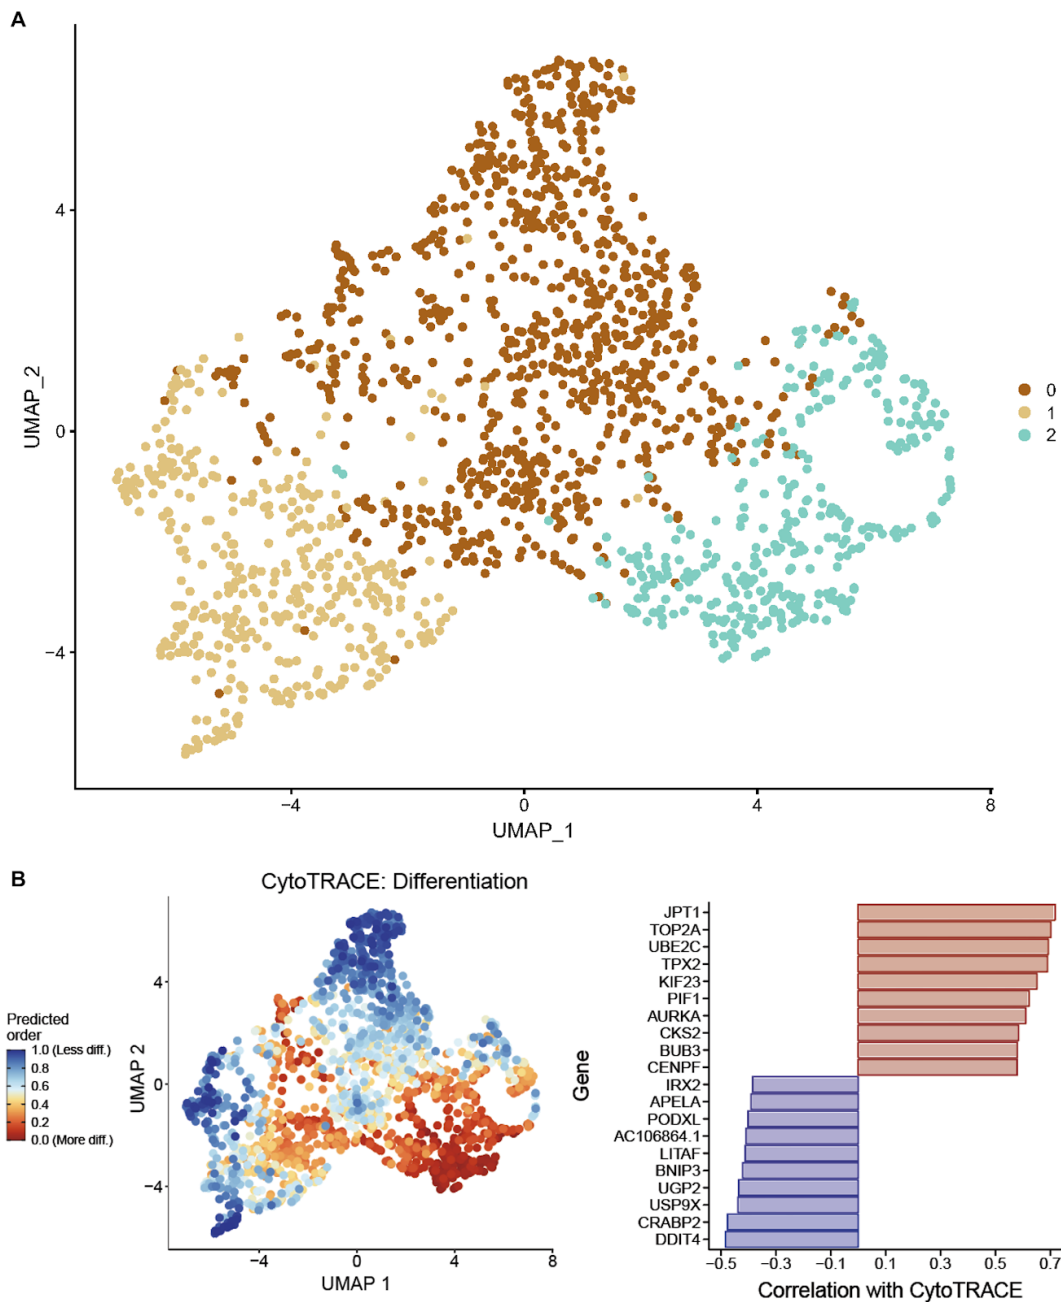 A
4
0
−4
UMAP_2
−4
0
4
8
UMAP_1
0
1
2
B
CytoTRACE: Differentiation
Predicted
order
1.0 (Less diff.)
0.8
0.6
0.4
0.2
0.0 (More diff.)
UMAP 2
4
0
−4
−4
0
4
8
UMAP 1
Gene
JPT1
TOP2A
UBE2C
TPX2
KIF23
PIF1
AURKA
CKS2
BUB3
CENPF
IRX2
APELA
PODXL
AC106864.1
LITAF
BNIP3
UGP2
USP9X
CRABP2
DDIT4
−0.5
−0.3
−0.1
0.1
0.3
0.5
0.7
Correlation with CytoTRACE